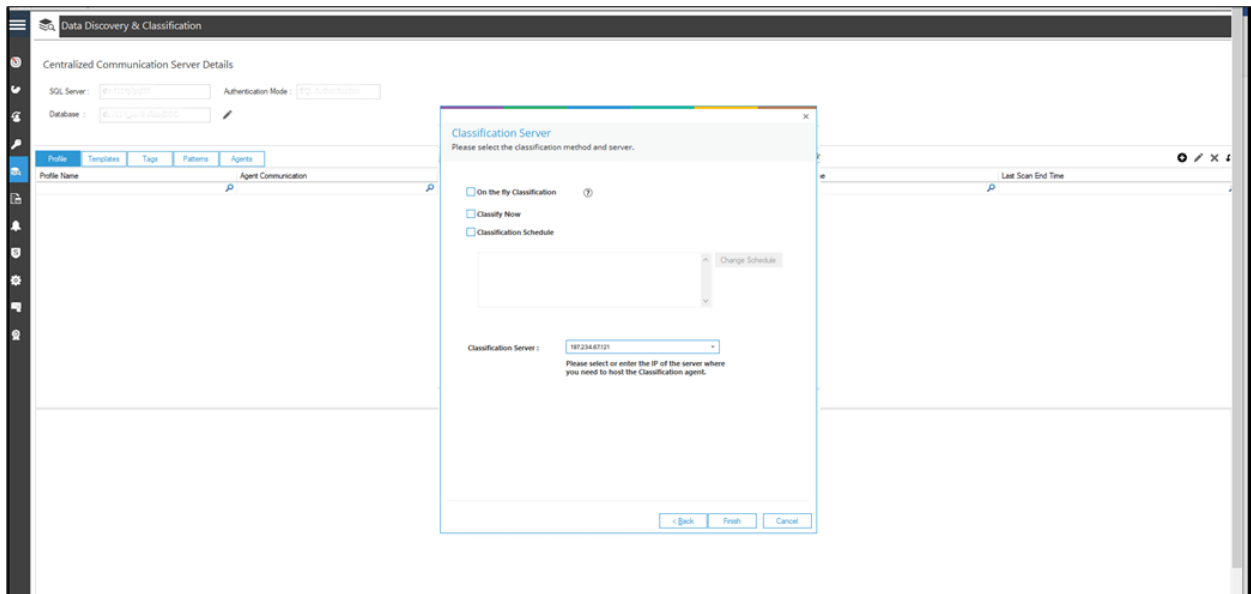 Data Discovery & Classification
Centralized Communication Server Details
SQL Server :
Authentication Mode :
Database :
Profile
Templates
Tags
Patterns
Agents
Profile Name
Agent Communication
Last Scan End Time
Classification Server
Please select the classification method and server.
On the fly Classification
?
Classify Now
Classification Schedule
Change Schedule
Classification Server :
197.234.67.121
Please select or enter the IP of the server where
you need to host the Classification agent.
< Back
Finish
Cancel